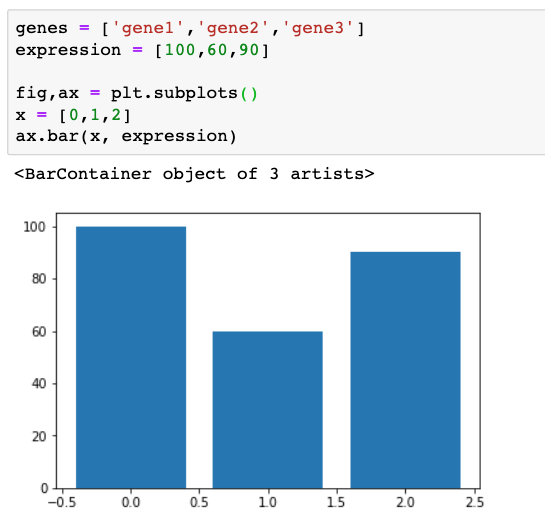 genes = ['gene1','gene2','gene3']
expression = [100,60,90]
fig,ax = plt.subplots()
x = [0,1,2]
ax.bar(x, expression)
<BarContainer object of 3 artists>
100
80
60
40
20
0
−0.5 0.0 0.5 1.0 1.5 2.0 2.5